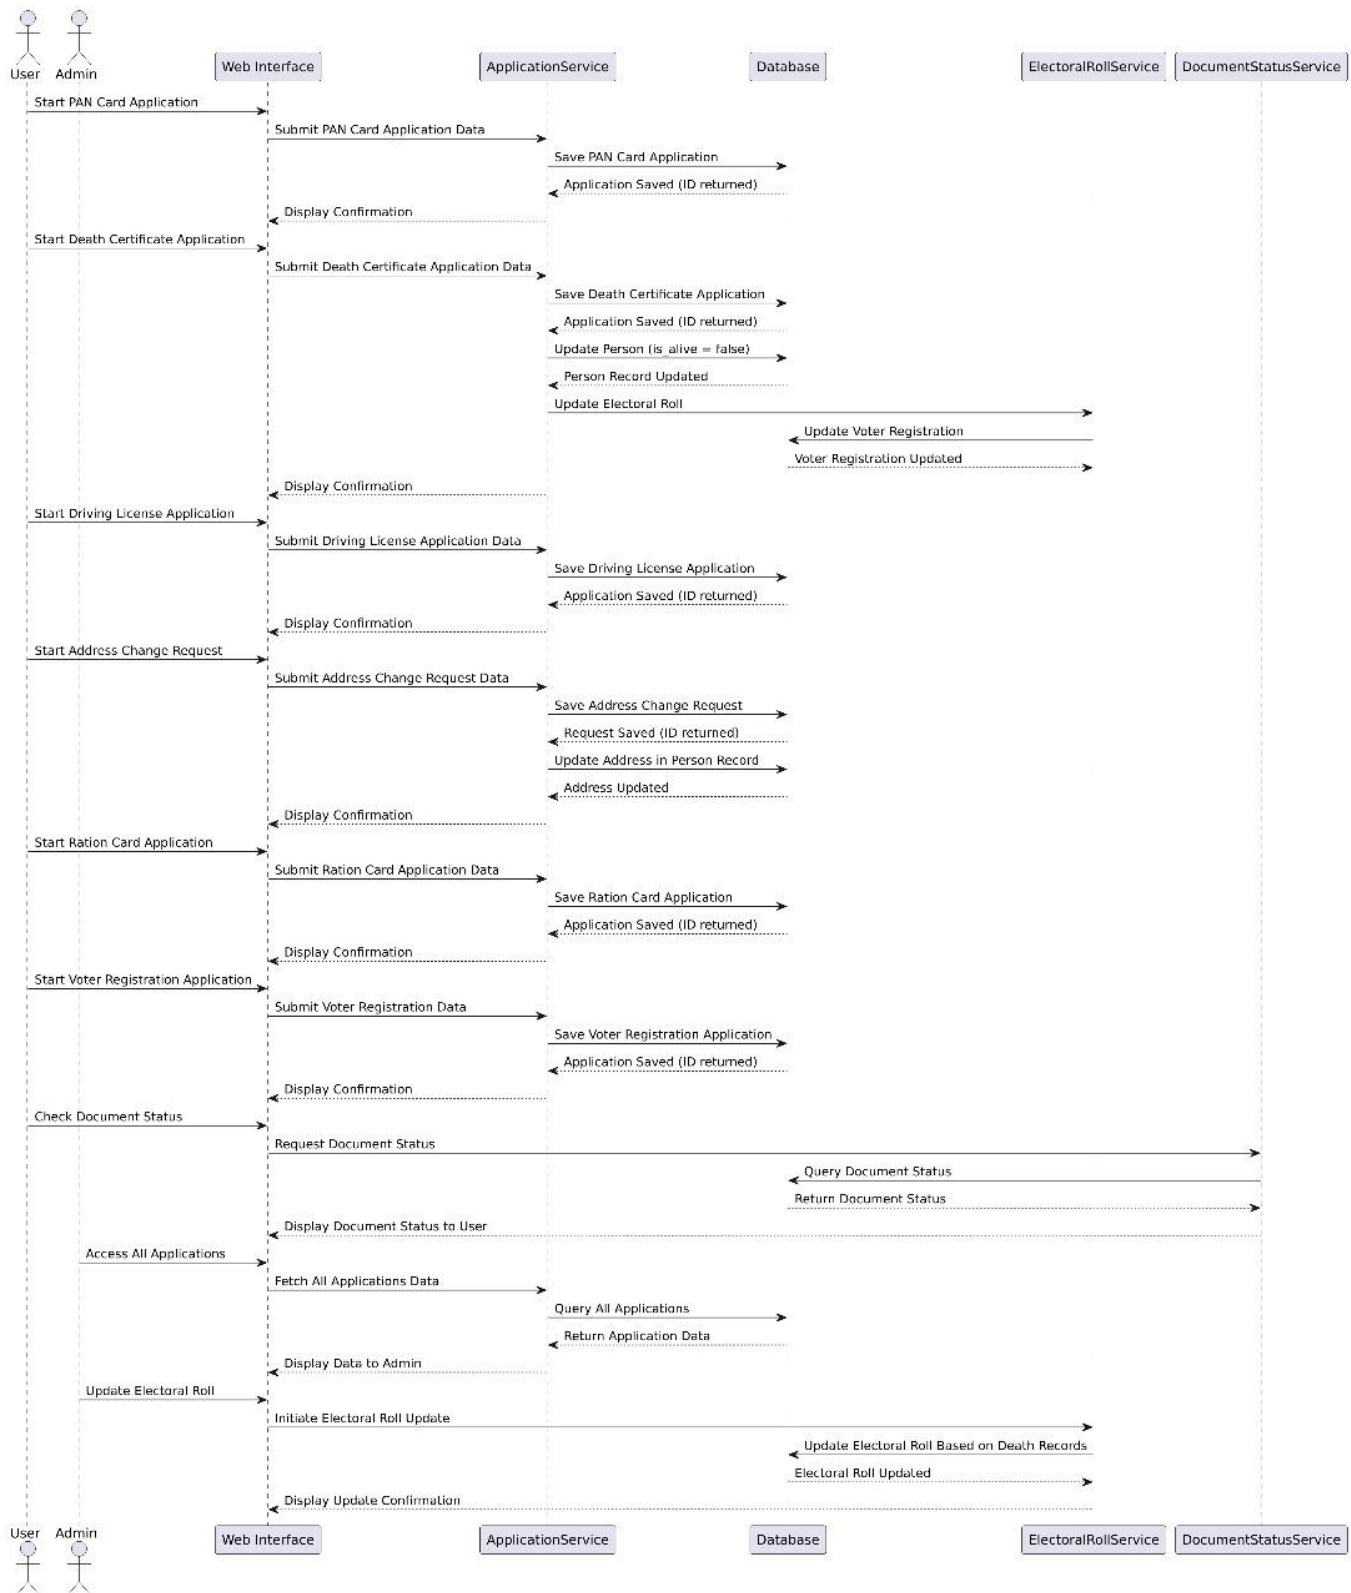 User
Admin
Web Interface
ApplicationService
Database
ElectoralRollService
DocumentStatusService
Start PAN Card Application
Submit PAN Card Application Data
Save PAN Card Application
Application Saved (ID returned)
Display Confirmation
Start Death Certificate Application
Submit Death Certificate Application Data
Save Death Certificate Application
Application Saved (ID returned)
Update Person (is_alive = false)
Person Record Updated
Update Electoral Roll
Update Voter Registration
Voter Registration Updated
Display Confirmation
Start Driving License Application
Submit Driving License Application Data
Save Driving License Application
Application Saved (ID returned)
Display Confirmation
Start Address Change Request
Submit Address Change Request Data
Save Address Change Request
Request Saved (ID returned)
Update Address in Person Record
Address Updated
Display Confirmation
Start Ration Card Application
Submit Ration Card Application Data
Save Ration Card Application
Application Saved (ID returned)
Display Confirmation
Start Voter Registration Application
Submit Voter Registration Data
Save Voter Registration Application
Application Saved (ID returned)
Display Confirmation
Check Document Status
Request Document Status
Query Document Status
Return Document Status
Display Document Status to User
Access All Applications
Fetch All Applications Data
Query All Applications
Return Application Data
Display Data to Admin
Update Electoral Roll
Initiate Electoral Roll Update
Update Electoral Roll Based on Death Records
Electoral Roll Updated
Display Update Confirmation
User
Admin
Web Interface
ApplicationService
Database
ElectoralRollService
DocumentStatusService